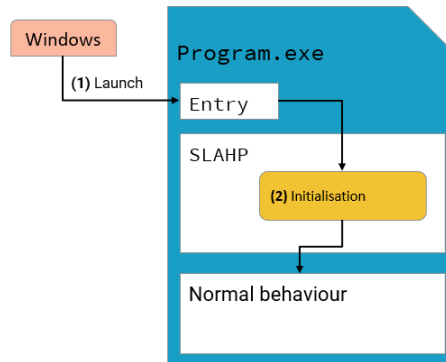 Windows
Program.exe
(1) Launch
Entry
SLAHP
(2) Initialisation
Normal behaviour